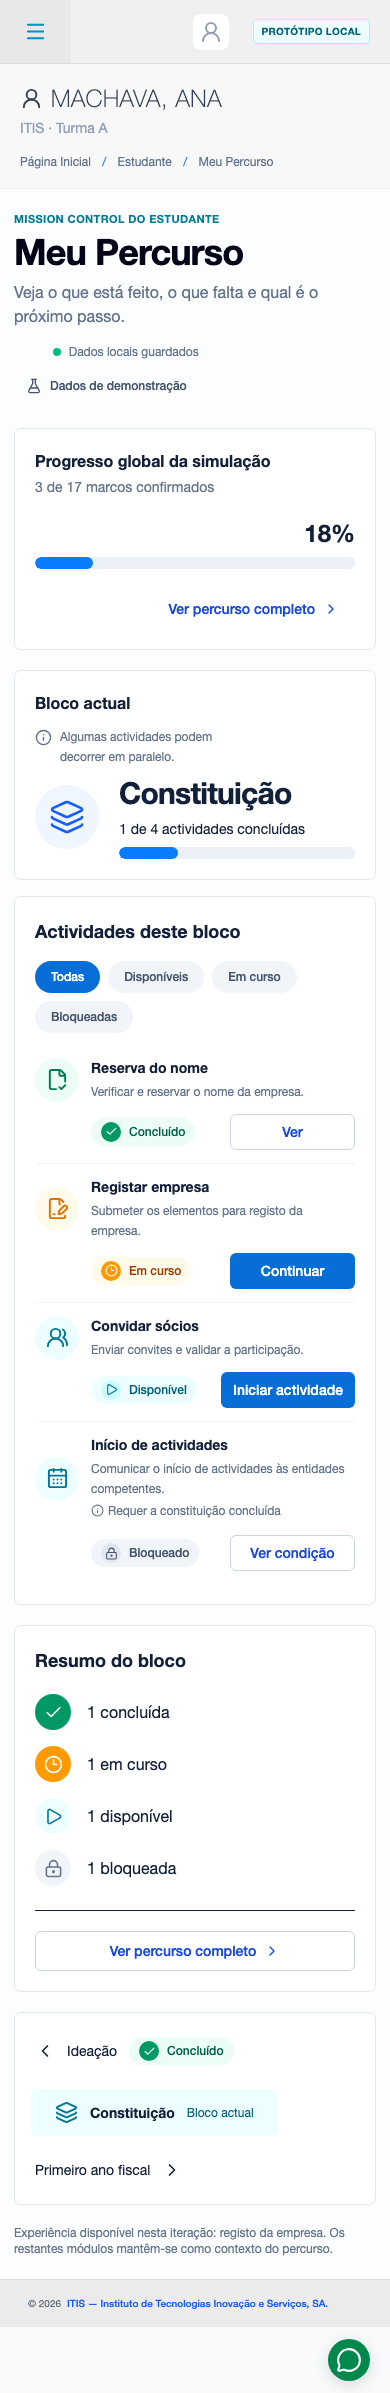 PROTÓTIPO LOCAL
MACHAVA, ANA
ITIS · Turma A
Página Inicial / Estudante / Meu Percurso
MISSION CONTROL DO ESTUDANTE
Meu Percurso
Veja o que está feito, o que falta e qual é o
próximo passo.
Dados locais guardados
Dados de demonstração
Progresso global da simulação
3 de 17 marcos confirmados
18%
Ver percurso completo
Bloco actual
Algumas actividades podem
decorrer em paralelo.
Constituição
1 de 4 actividades concluídas
Actividades deste bloco
Todas Disponíveis Em curso
Bloqueadas
Reserva do nome
Verificar e reservar o nome da empresa.
Concluído Ver
Registar empresa
Submeter os elementos para registo da
empresa.
Em curso Continuar
Convidar sócios
Enviar convites e validar a participação.
Disponível Iniciar actividade
Início de actividades
Comunicar o início de actividades às entidades
competentes.
Requer a constituição concluída
Bloqueado Ver condição
Resumo do bloco
1 concluída
1 em curso
1 disponível
1 bloqueada
Ver percurso completo
Ideação Concluído
Constituição Bloco actual
Primeiro ano fiscal
Experiência disponível nesta iteração: registo da empresa. Os
restantes módulos mantêm-se como contexto do percurso.
© 2026 ITIS — Instituto de Tecnologias Inovação e Serviços, SA.